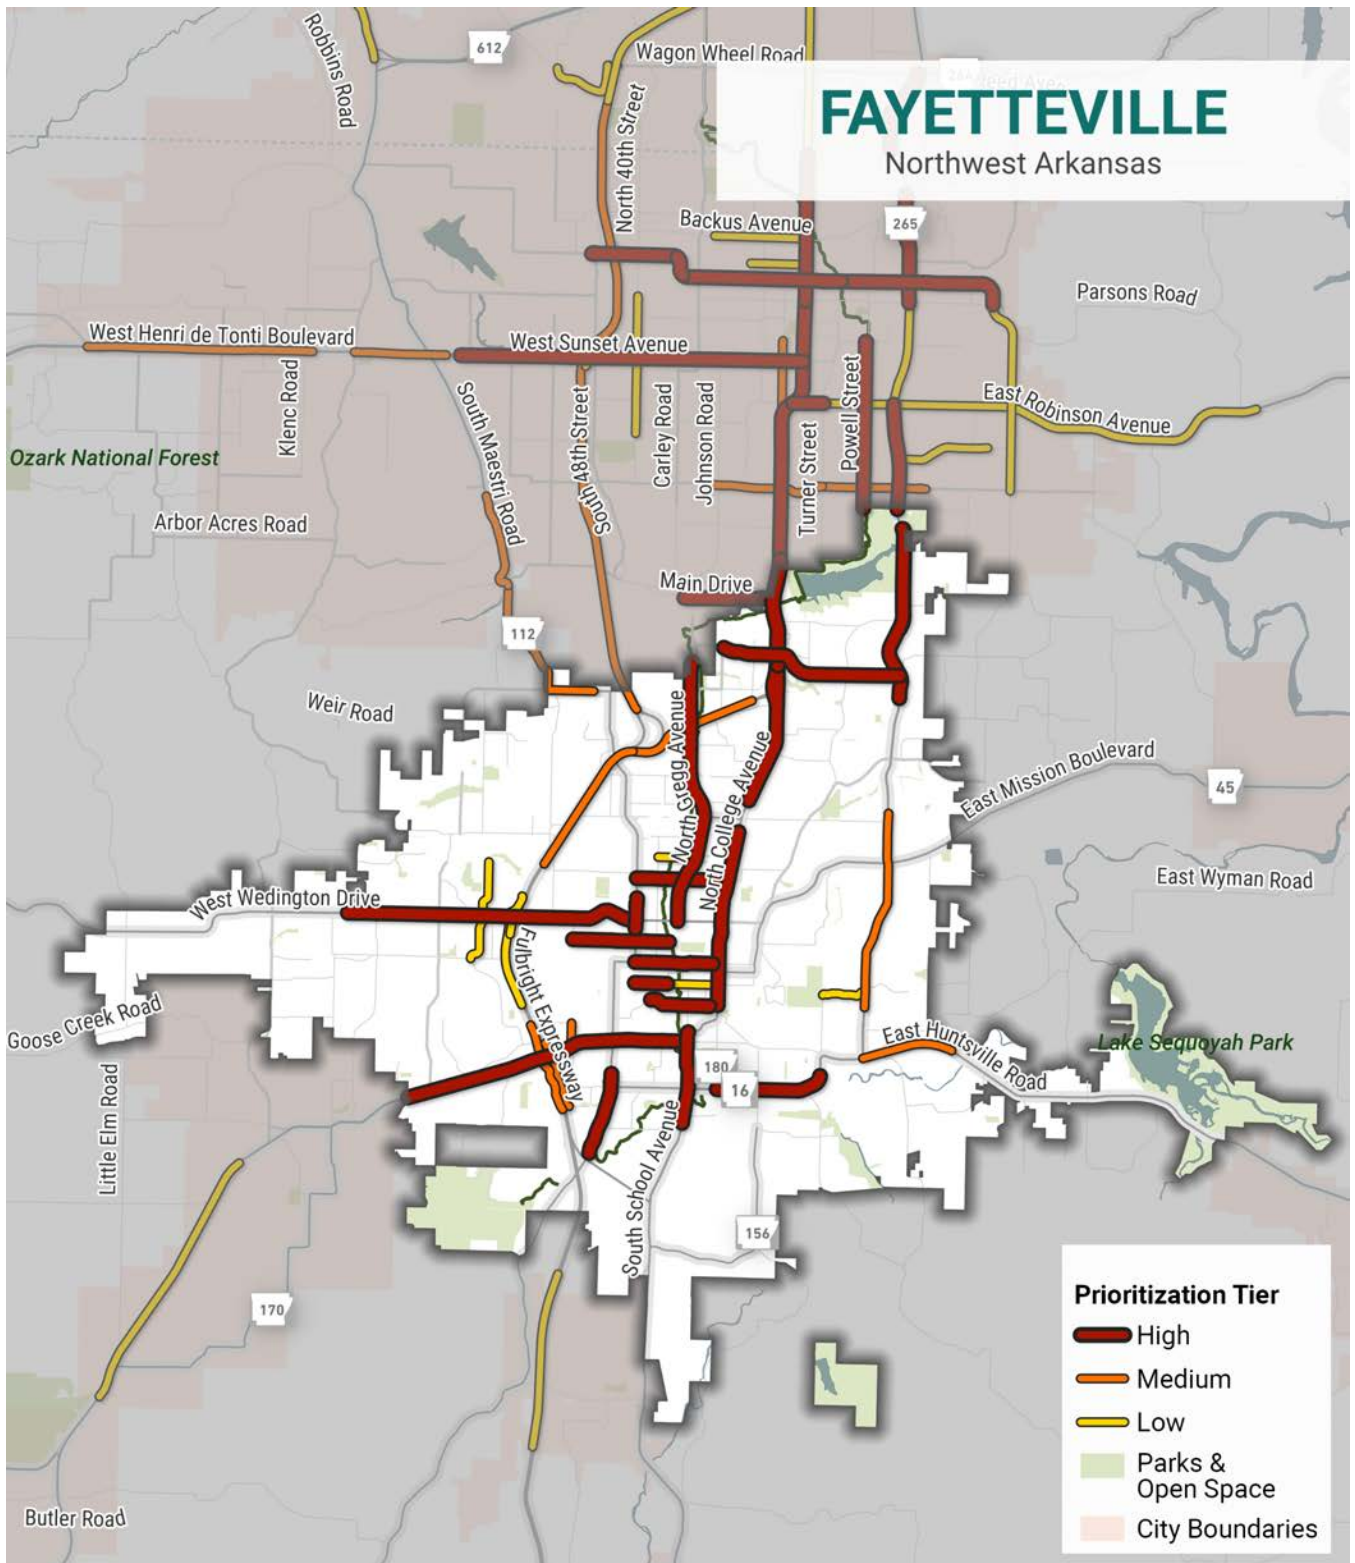 Robbins Road
612
Wagon Wheel Road
FAYETTEVILLE
Northwest Arkansas
North 40th Street
Backus Avenue
265
Parsons Road
West Henri de Tonti Boulevard
West Sunset Avenue
Klenc Road
South Maestri Road
South 48th Street
Carley Road
Johnson Road
Turner Street
Powell Street
East Robinson Avenue
Ozark National Forest
Arbor Acres Road
Main Drive
112
Weir Road
North Gregg Avenue
North College Avenue
East Mission Boulevard
45
East Wyman Road
West Wedington Drive
Fulbright Expressway
Goose Creek Road
East Huntsville Road
Lake Sequoyah Park
Little Elm Road
180
16
South School Avenue
156
170
Butler Road
Prioritization Tier
High
Medium
Low
Parks &
Open Space
City Boundaries